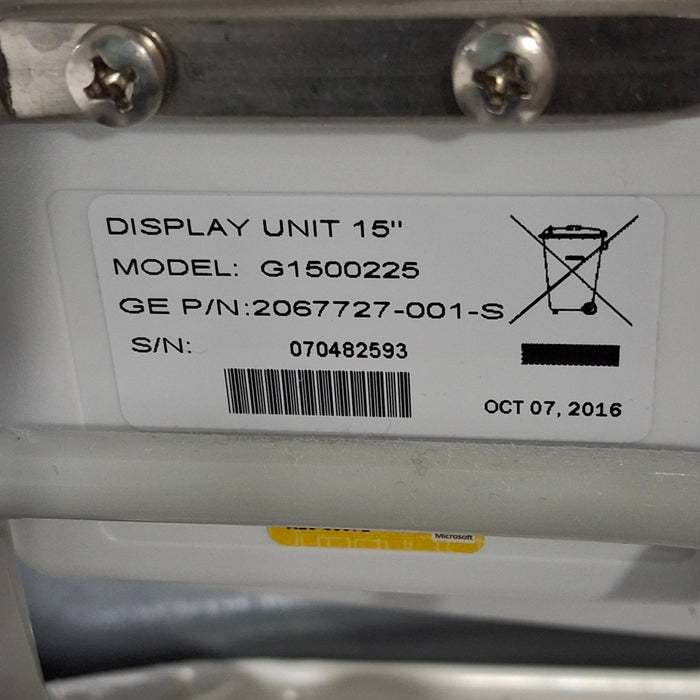 DISPLAY UNIT 15"
MODEL: G1500225
GE P/N:2067727-001-S
S/N: 070482593
OCT 07, 2016
Microsoft